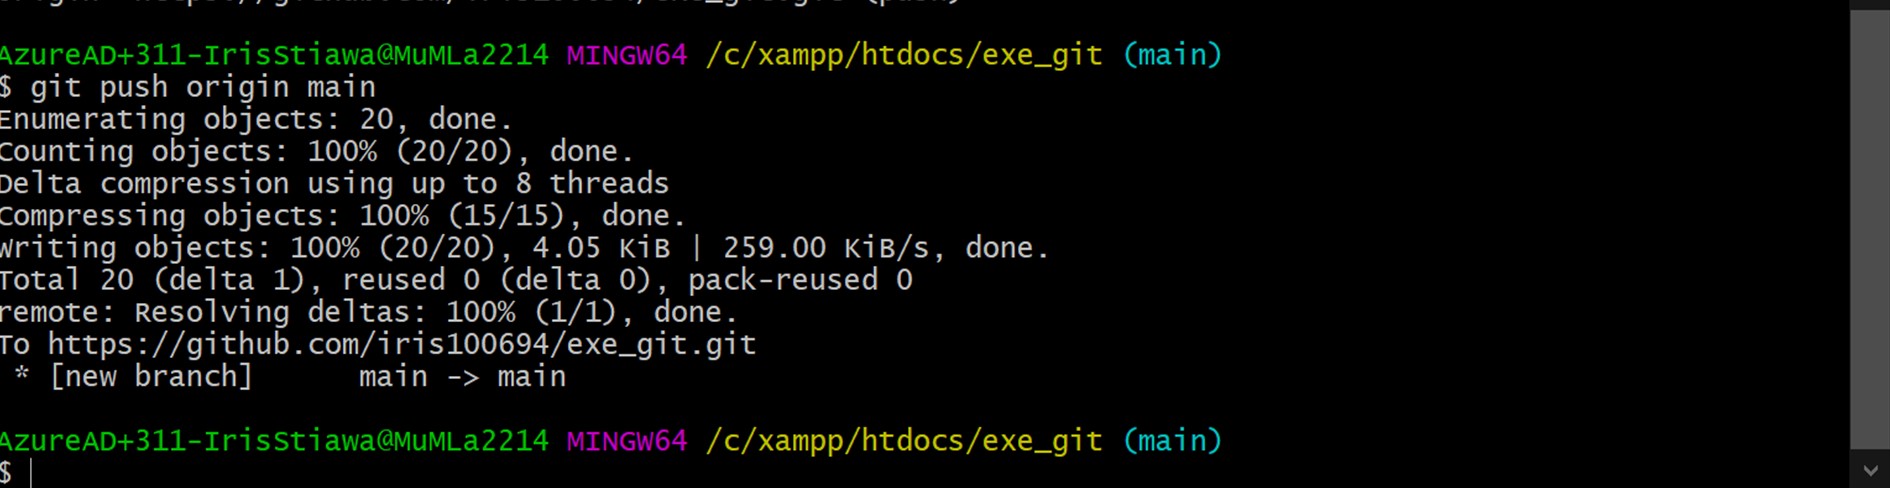 AzureAD+311-IrisStiawa@MuMLa2214 MINGW64 /c/xampp/htdocs/exe_git (main)
$ git push origin main
Enumerating objects: 20, done.
Counting objects: 100% (20/20), done.
Delta compression using up to 8 threads
Compressing objects: 100% (15/15), done.
Writing objects: 100% (20/20), 4.05 KiB | 259.00 KiB/s, done.
Total 20 (delta 1), reused 0 (delta 0), pack-reused 0
remote: Resolving deltas: 100% (1/1), done.
To https://github.com/iris100694/exe_git.git
 * [new branch]      main -> main
AzureAD+311-IrisStiawa@MuMLa2214 MINGW64 /c/xampp/htdocs/exe_git (main)
$